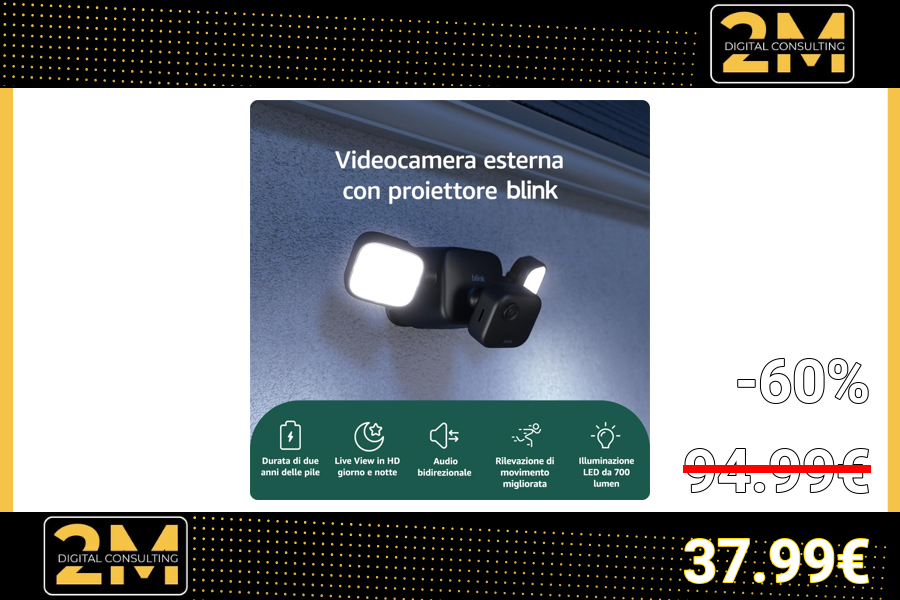 2M
DIGITAL CONSULTING
Videocamera esterna
con proiettore blink
blink
Durata di due
anni delle pile
Live View in HD
giorno e notte
Audio
bidirezionale
Rilevazione di
movimento
migliorata
Illuminazione
LED da 700
lumen
-60%
94.99€
2M
DIGITAL CONSULTING
37.99€